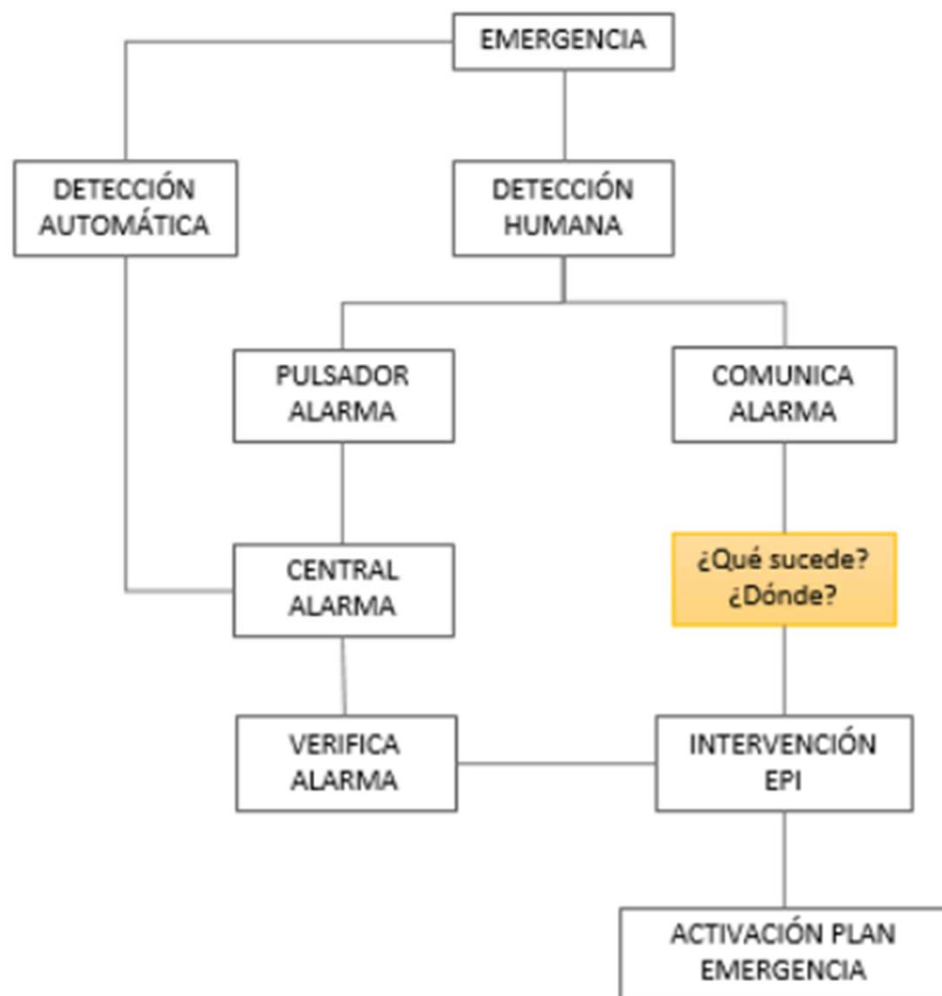 EMERGENCIA
DETECCIÓN
AUTOMÁTICA
DETECCIÓN
HUMANA
PULSADOR
ALARMA
COMUNICA
ALARMA
CENTRAL
ALARMA
¿Qué sucede?
¿Dónde?
VERIFICA
ALARMA
INTERVENCIÓN
EPI
ACTIVACIÓN PLAN
EMERGENCIA